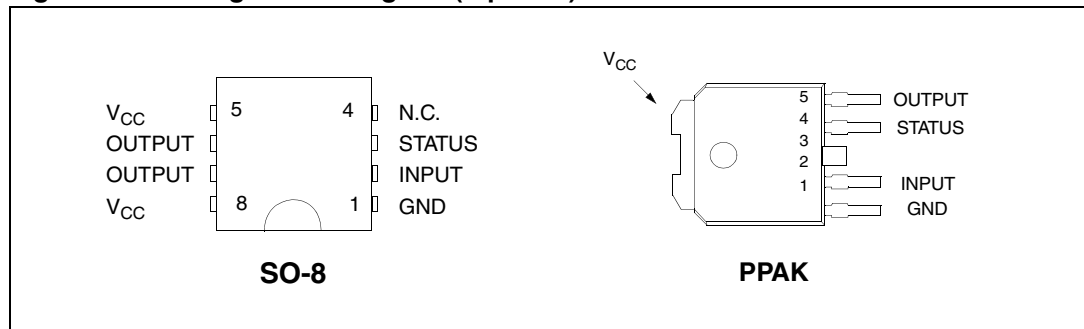 V_CC 5 4 N.C.
OUTPUT STATUS
OUTPUT INPUT
V_CC 8 1 GND
SO-8
V_CC
5 OUTPUT
4 STATUS
3
2
1 INPUT
GND
PPAK